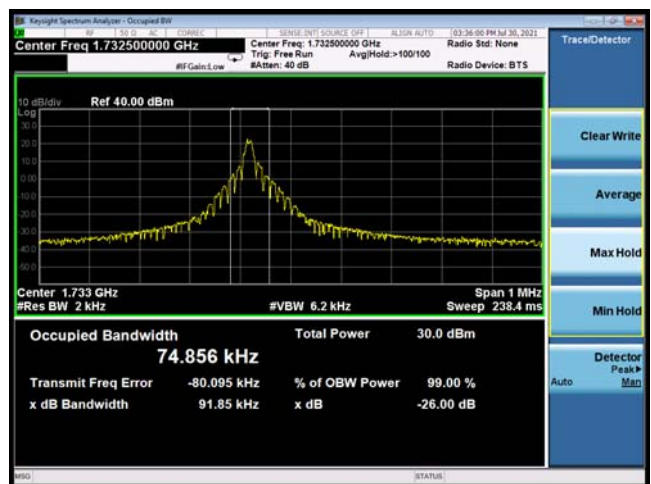 Keysight Spectrum Analyzer - Occupied BW
RF 50 Ω AC CORREC SENSE:INT SOURCE OFF ALIGN AUTO 03:36:00 PM Jul 30, 2021
Center Freq 1.732500000 GHz
Center Freq: 1.732500000 GHz
Radio Std: None
Trig: Free Run Avg|Hold:>100/100
#IFGain:Low
#Atten: 40 dB
Radio Device: BTS
Trace/Detector
10 dB/div Ref 40.00 dBm
Log
30.0
20.0
10.0
0.00
10.0
20.0
30.0
40.0
50.0
Clear Write
Average
Max Hold
Min Hold
Detector
Peak▶
Auto Man
Center 1.733 GHz
Span 1 MHz
#Res BW 2 kHz
#VBW 6.2 kHz
Sweep 238.4 ms
Occupied Bandwidth
74.856 kHz
Total Power 30.0 dBm
Transmit Freq Error -80.095 kHz
% of OBW Power 99.00 %
x dB Bandwidth 91.85 kHz
x dB -26.00 dB
MSG
STATUS